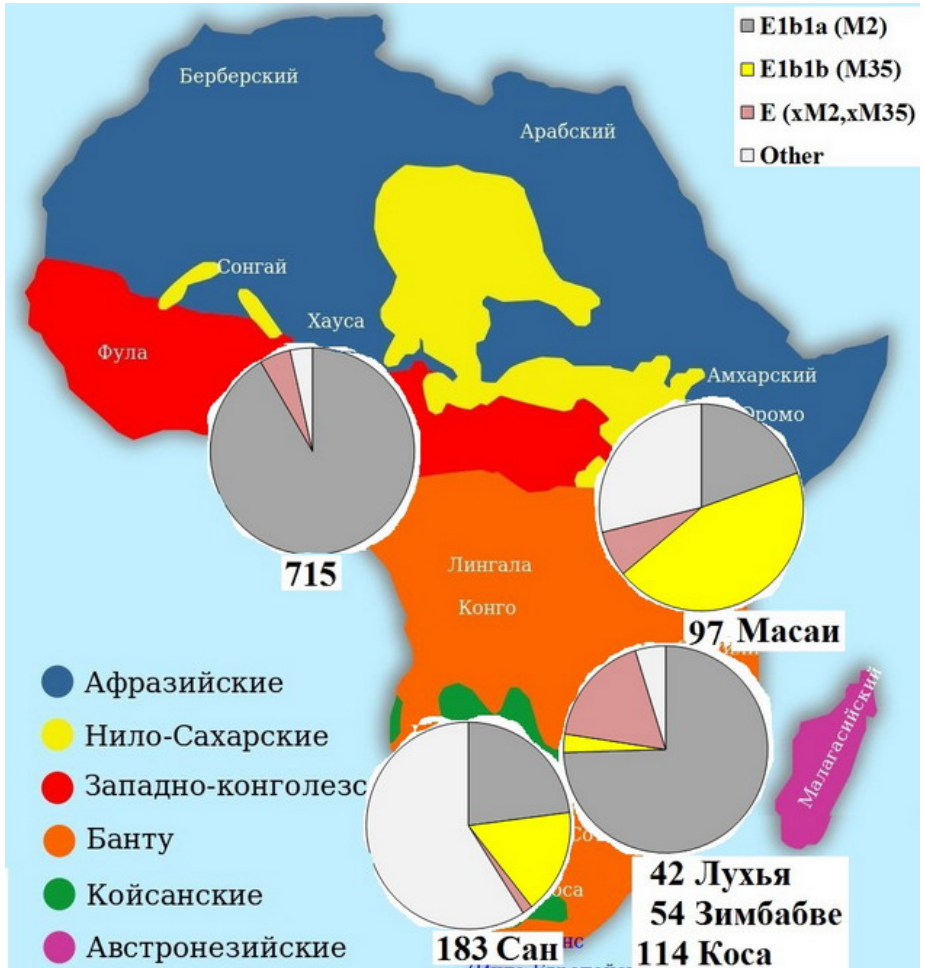 E1b1a (M2)
E1b1b (M35)
E (xM2,xM35)
Other
Берберский
Арабский
Сонгай
Хауса
Фула
Амхарский
Оромо
715
Лингала
Конго
97 Масаи
Малагасийский
Афразийские
Нило-Сахарские
Западно-конголезс
Банту
Койсанские
Австронезийские
42 Лухья
54 Зимбабве
114 Коса
183 Сан